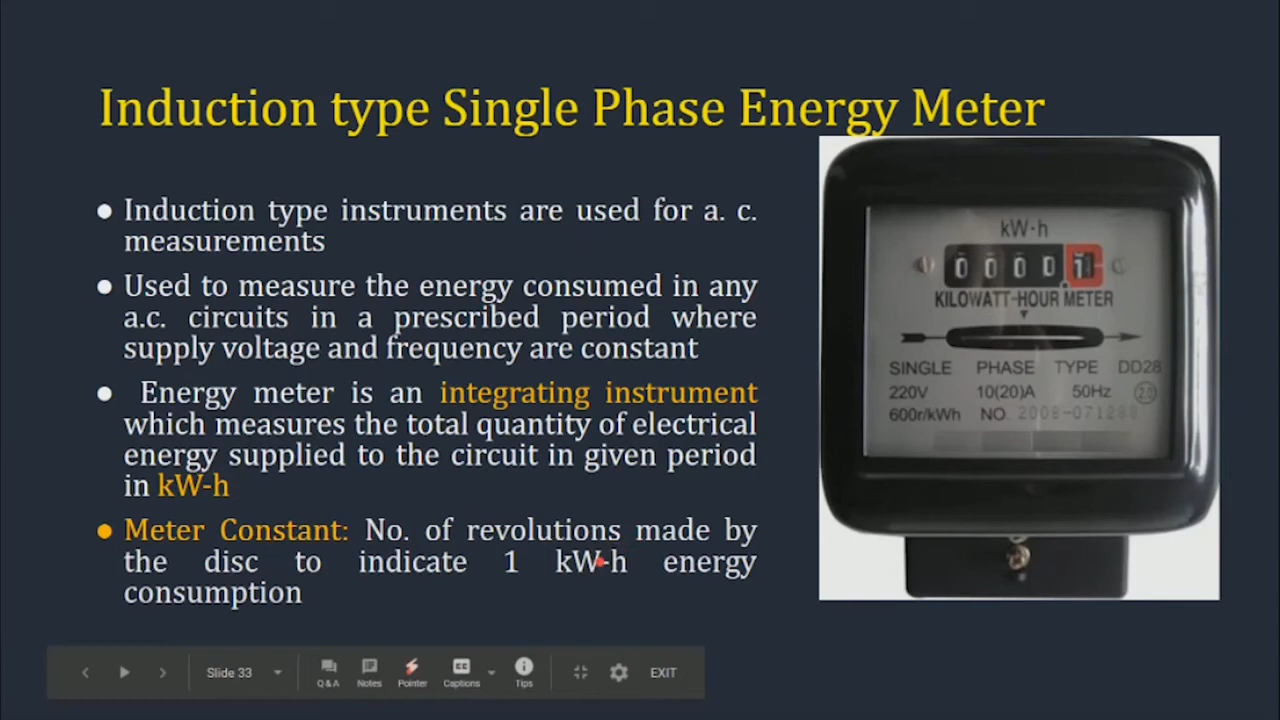 Induction type Single Phase Energy Meter
● Induction type instruments are used for a. c.
measurements
● Used to measure the energy consumed in any
a.c. circuits in a prescribed period where
supply voltage and frequency are constant
● Energy meter is an integrating instrument
which measures the total quantity of electrical
energy supplied to the circuit in given period
in kW-h
● Meter Constant: No. of revolutions made by
the disc to indicate 1 kW-h energy
consumption
kW·h
0 0 0 0 1
KILOWATT-HOUR METER
SINGLE PHASE TYPE DD28
220V 10(20)A 50Hz 2.0
600r/kWh NO. 2008-071288
Slide 33
Q&A Notes Pointer Captions Tips EXIT
CC